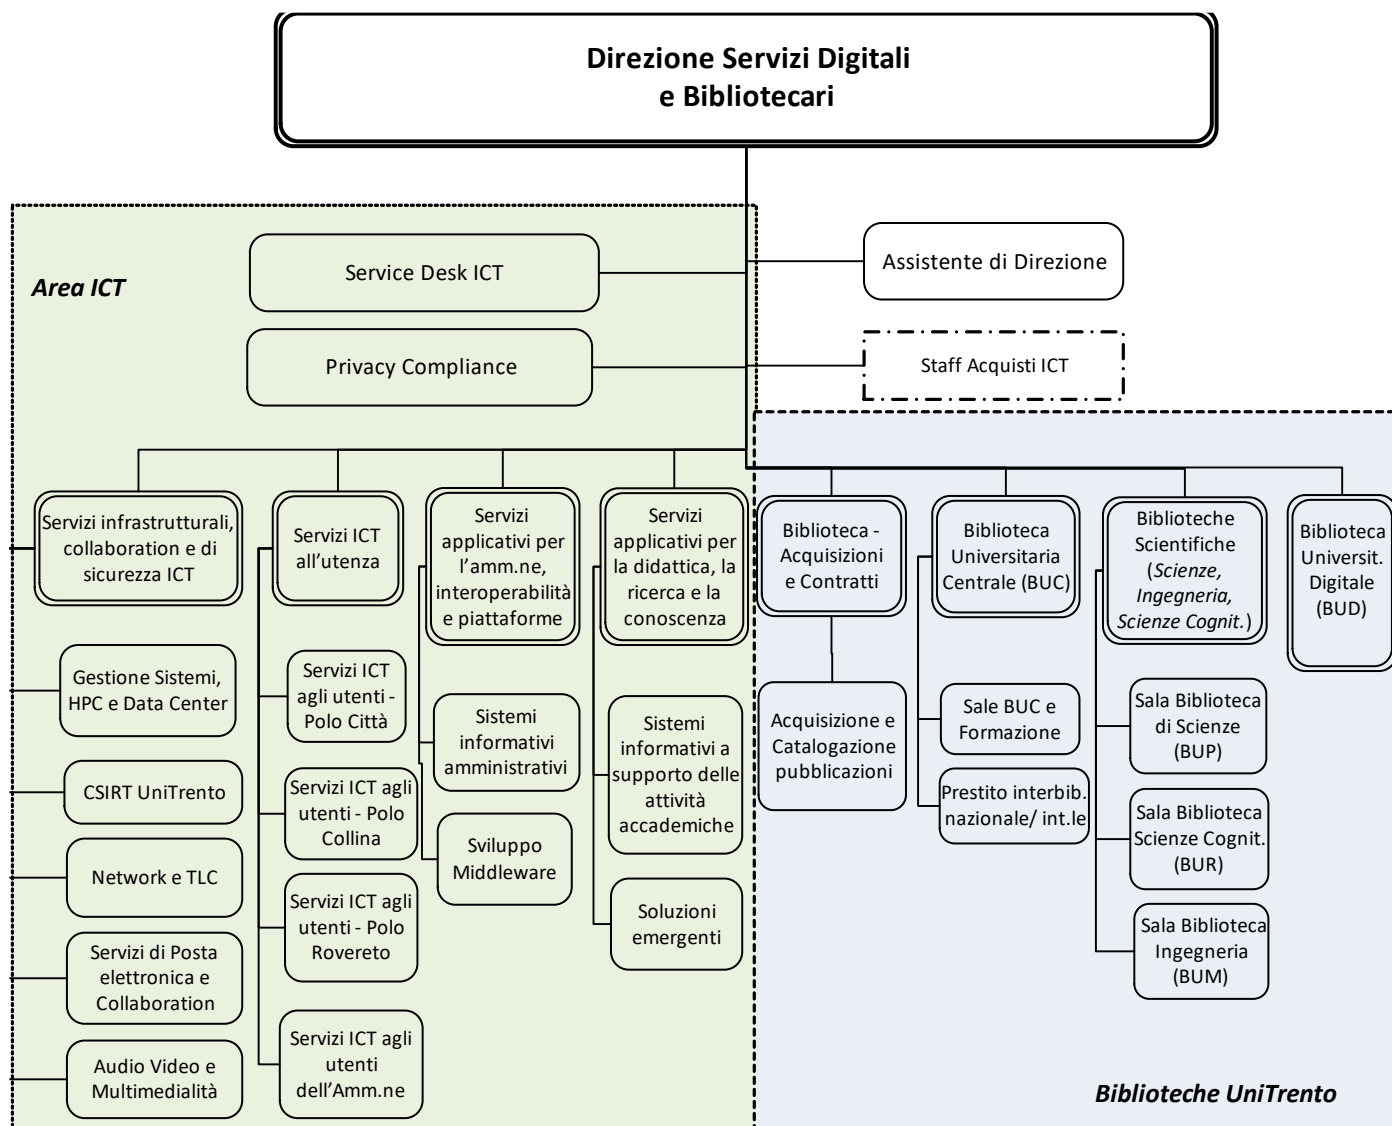 Direzione Servizi Digitali
e Bibliotecari
Area ICT
Service Desk ICT
Assistente di Direzione
Privacy Compliance
Staff Acquisti ICT
Servizi infrastrutturali,
collaboration e di
sicurezza ICT
Gestione Sistemi,
HPC e Data Center
CSIRT UniTrento
Network e TLC
Servizi di Posta
elettronica e
Collaboration
Audio Video e
Multimedialità
Servizi ICT
all’utenza
Servizi ICT
agli utenti -
Polo Città
Servizi ICT agli
utenti - Polo
Collina
Servizi ICT agli
utenti - Polo
Rovereto
Servizi ICT agli
utenti
dell’Amm.ne
Servizi
applicativi per
l’amm.ne,
interoperabilità
e piattaforme
Sistemi
informativi
amministrativi
Sviluppo
Middleware
Servizi
applicativi per
la didattica, la
ricerca e la
conoscenza
Sistemi
informativi a
supporto delle
attività
accademiche
Soluzioni
emergenti
Biblioteca -
Acquisizioni
e Contratti
Acquisizione e
Catalogazione
pubblicazioni
Biblioteca
Universitaria
Centrale (BUC)
Sale BUC e
Formazione
Prestito interbib.
nazionale/ int.le
Biblioteche
Scientifiche
(Scienze,
Ingegneria,
Scienze Cognit.)
Sala Biblioteca
di Scienze
(BUP)
Sala Biblioteca
Scienze Cognit.
(BUR)
Sala Biblioteca
Ingegneria
(BUM)
Biblioteca
Universit.
Digitale
(BUD)
Biblioteche UniTrento